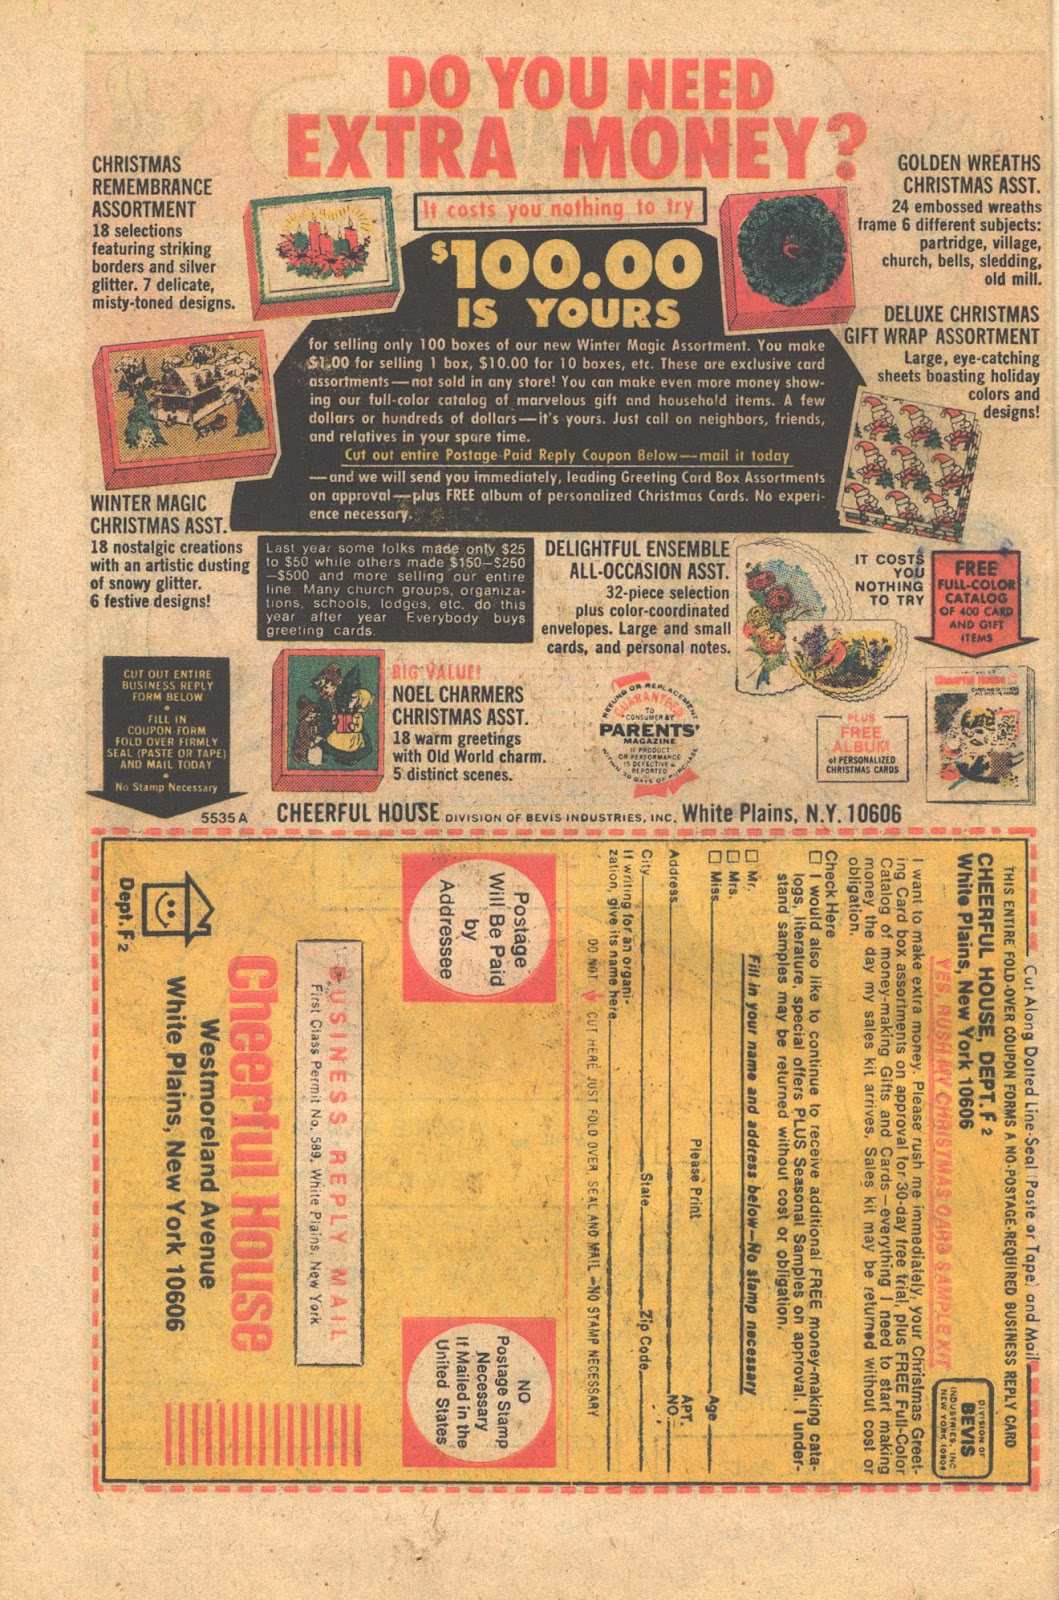 DO YOU NEED
EXTRA MONEY?
It costs you nothing to try
CHRISTMAS
REMEMBRANCE
ASSORTMENT
18 selections
featuring striking
borders and silver
glitter. 7 delicate,
misty-toned designs.
GOLDEN WREATHS
CHRISTMAS ASST.
24 embossed wreaths
frame 6 different subjects:
partridge, village,
church, bells, sledding,
old mill.
$100.00
IS YOURS
for selling only 100 boxes of our new Winter Magic Assortment. You make
$1.00 for selling 1 box, $10.00 for 10 boxes, etc. These are exclusive card
assortments—not sold in any store! You can make even more money show-
ing our full-color catalog of marvelous gift and household items. A few
dollars or hundreds of dollars—it's yours. Just call on neighbors, friends,
and relatives in your spare time.
Cut out entire Postage-Paid Reply Coupon Below—mail it today
—and we will send you immediately, leading Greeting Card Box Assortments
on approval—plus FREE album of personalized Christmas Cards. No experi-
ence necessary.
DELUXE CHRISTMAS
GIFT WRAP ASSORTMENT
Large, eye-catching
sheets boasting holiday
colors and
designs!
WINTER MAGIC
CHRISTMAS ASST.
18 nostalgic creations
with an artistic dusting
of snowy glitter.
6 festive designs!
Last year some folks made only $25
to $50 while others made $150–$250
–$500 and more selling our entire
line. Many church groups, organiza-
tions, schools, lodges, etc. do this
year after year. Everybody buys
greeting cards.
DELIGHTFUL ENSEMBLE
ALL-OCCASION ASST.
32-piece selection
plus color-coordinated
envelopes. Large and small
cards, and personal notes.
IT COSTS
YOU
NOTHING
TO TRY
FREE
FULL-COLOR
CATALOG
OF 400 CARD
AND GIFT
ITEMS
CUT OUT ENTIRE
BUSINESS REPLY
FORM BELOW
•
FILL IN
COUPON FORM
FOLD OVER FIRMLY
SEAL (PASTE OR TAPE)
AND MAIL TODAY
•
No Stamp Necessary
BIG VALUE!
NOEL CHARMERS
CHRISTMAS ASST.
18 warm greetings
with Old World charm.
5 distinct scenes.
REFUND OR REPLACEMENT
GUARANTEED
TO
CONSUMER BY
PARENTS'
MAGAZINE
IF PRODUCT
OR PERFORMANCE
IS DEFECTIVE &
REPORTED
WITHIN 30 DAYS OF PURCHASE
PLUS
FREE
ALBUM
of PERSONALIZED
CHRISTMAS CARDS
Cheerful House
5535A
CHEERFUL HOUSE DIVISION OF BEVIS INDUSTRIES, INC. White Plains, N.Y. 10606
Cut Along Dotted Line-Seal (Paste or Tape) and Mail
THIS ENTIRE FOLD-OVER COUPON FORMS A NO-POSTAGE-REQUIRED BUSINESS REPLY CARD
CHEERFUL HOUSE, DEPT. F 2
White Plains, New York 10606
DIVISION OF
BEVIS
INDUSTRIES, INC
NEW YORK 10604
YES, RUSH MY CHRISTMAS CARD SAMPLE KIT
I want to make extra money. Please rush me immediately, your Christmas Greet-
ing Card box assortments on approval for 30-day free trial, plus FREE Full-Color
Catalog of money-making Gifts and Cards—everything I need to start making
money the day my sales kit arrives. Sales kit may be returned without cost or
obligation.
Check Here
☐ I would also like to continue to receive additional FREE money-making cata-
logs, literature, special offers PLUS Seasonal Samples on approval. I under-
stand samples may be returned without cost or obligation.
Fill in your name and address below—No stamp necessary
☐ Mr.
☐ Mrs.
☐ Miss
Age
Please Print
Address
APT.
NO.
City
State
Zip Code
If writing for an organi-
zation, give its name here
DO NOT CUT HERE JUST FOLD OVER SEAL AND MAIL—NO STAMP NECESSARY
Postage
Will Be Paid
by
Addressee
NO
Postage Stamp
Necessary
If Mailed in the
United States
BUSINESS REPLY MAIL
First Class Permit No. 589, White Plains, New York
Cheerful House
Westmoreland Avenue
White Plains, New York 10606
Dept. F 2